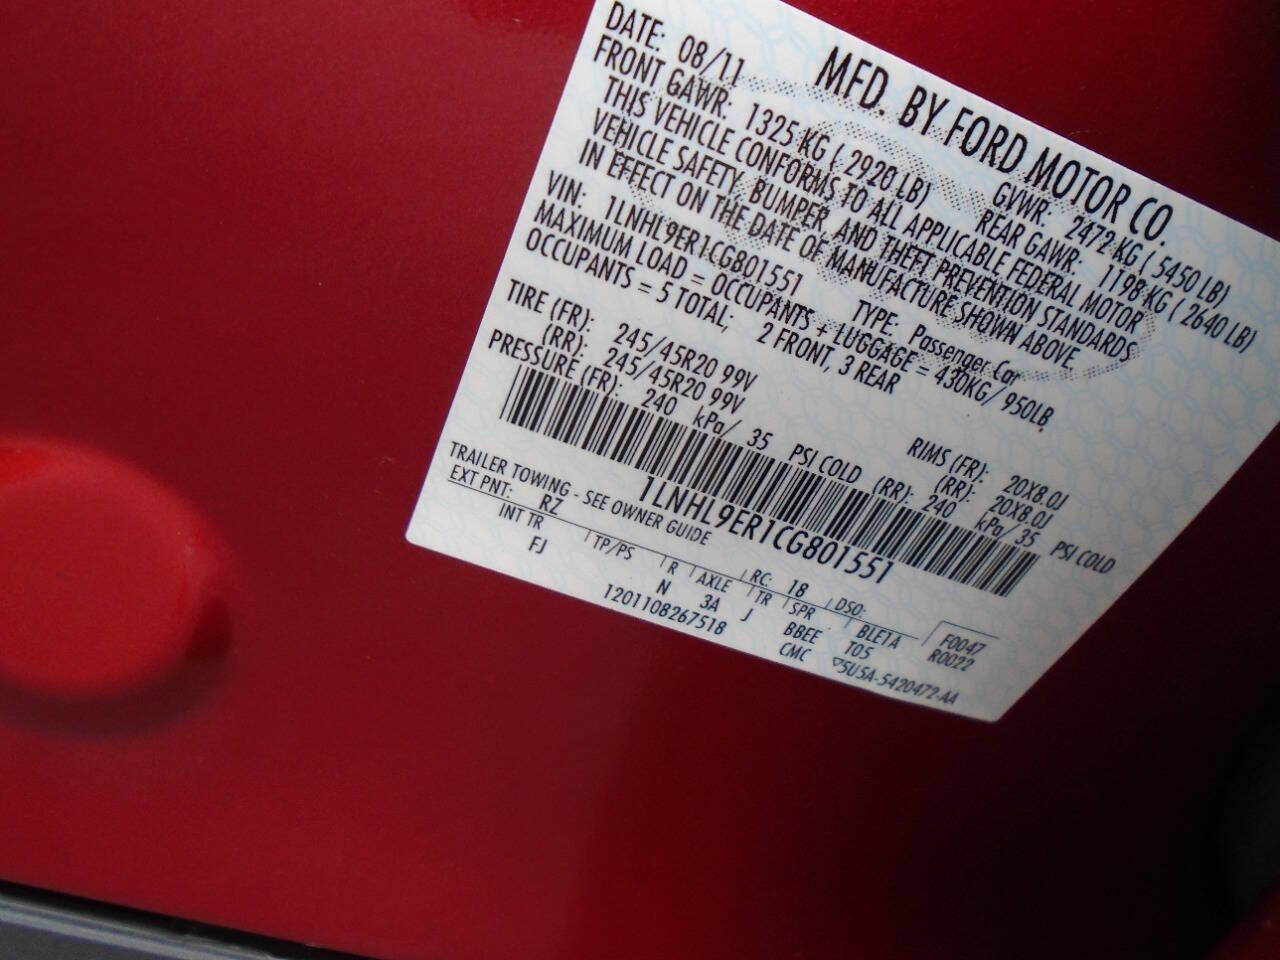 MFD. BY FORD MOTOR CO.
DATE: 08/11 GVWR: 2472 KG ( 5450 LB)
FRONT GAWR: 1325 KG ( 2920 LB) REAR GAWR: 1198 KG ( 2640 LB)
THIS VEHICLE CONFORMS TO ALL APPLICABLE FEDERAL MOTOR
VEHICLE SAFETY, BUMPER, AND THEFT PREVENTION STANDARDS
IN EFFECT ON THE DATE OF MANUFACTURE SHOWN ABOVE.
VIN: 1LNHL9ER1CG801551 TYPE: Passenger Car
MAXIMUM LOAD = OCCUPANTS + LUGGAGE = 430KG/ 950LB
OCCUPANTS = 5 TOTAL, 2 FRONT, 3 REAR
TIRE (FR): 245/45R20 99V RIMS (FR): 20X8.0J
(RR): 245/45R20 99V (RR): 20X8.0J
PRESSURE (FR): 240 kPa/ 35 PSI COLD (RR): 240 kPa/ 35 PSI COLD
1LNHL9ER1CG801551
TRAILER TOWING - SEE OWNER GUIDE
EXT PNT: RZ RC: 18 DSO: F0047
INT TR TP/PS R AXLE TR SPR BLE1A R0022
FJ N 3A J BBEE T05
1201108267518 CMC ▽5U5A-5420472-AA